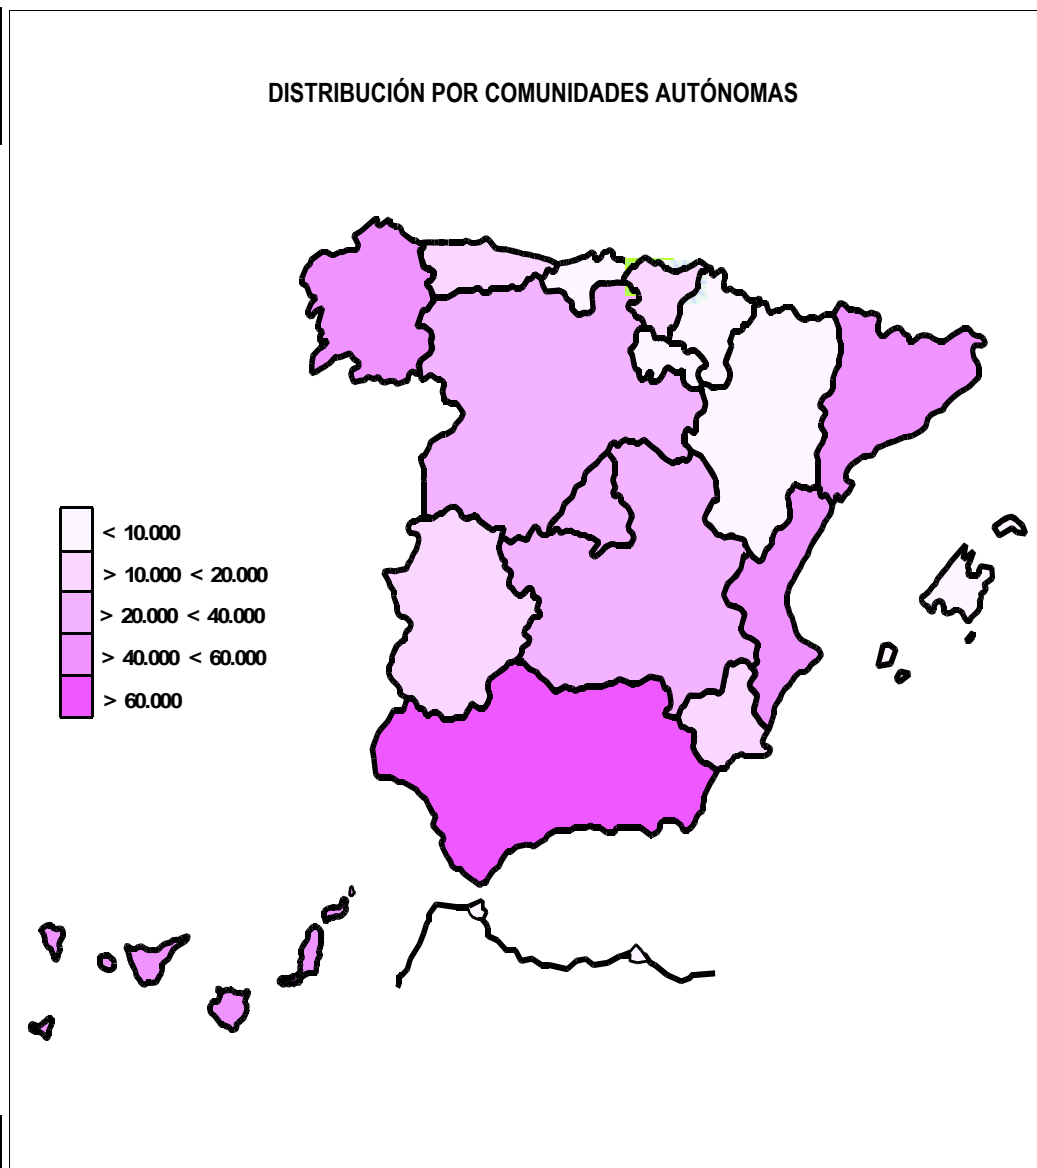 DISTRIBUCIÓN POR COMUNIDADES AUTÓNOMAS
< 10.000
> 10.000 < 20.000
> 20.000 < 40.000
> 40.000 < 60.000
> 60.000